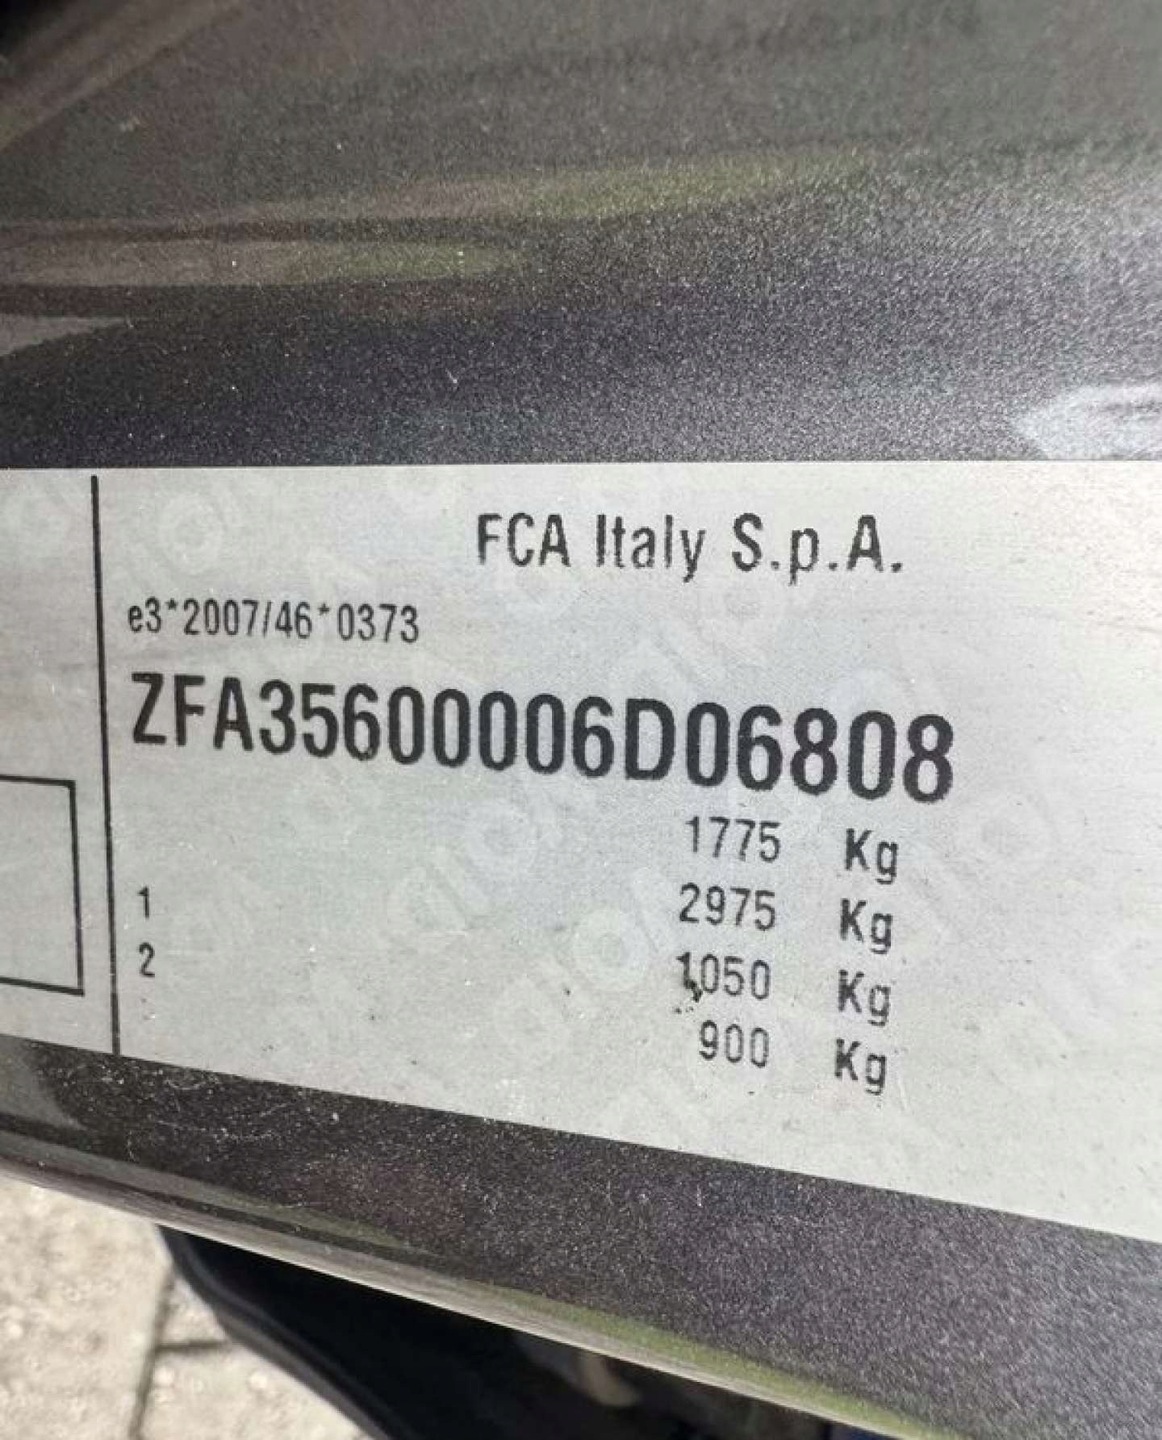 FCA Italy S.p.A.
e3*2007/46*0373
ZFA35600006D06808
1775 Kg
1 2975 Kg
2 1050 Kg
900 Kg